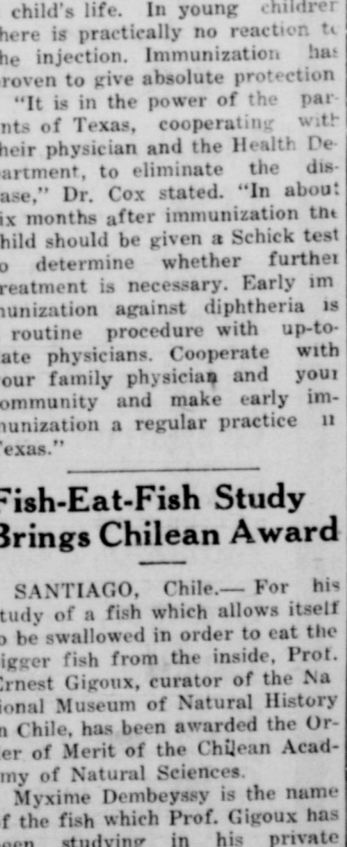 child's life. In young childrer
here is practically no reaction t
he injection. Immunization has
roven to give absolute protection
"It is in the power of the par-
nts of Texas, cooperating with
heir physician and the Health De-
artment, to eliminate the dis-
ase," Dr. Cox stated. "In about
ix months after immunization the
hild should be given a Schick test
o determine whether further
reatment is necessary. Early im
munization against diphtheria is
routine procedure with up-to-
ate physicians. Cooperate with
our family physician and your
ommunity and make early im-
munization a regular practice i
exas."
Fish-Eat-Fish Study
Brings Chilean Award
SANTIAGO, Chile.— For his
tudy of a fish which allows itself
o be swallowed in order to eat the
igger fish from the inside, Prof.
Ernest Gigoux, curator of the Na
ional Museum of Natural History
n Chile, has been awarded the Or-
er of Merit of the Chilean Acad-
my of Natural Sciences.
Myxime Dembeyssy is the name
f the fish which Prof. Gigoux has
een studying in his private